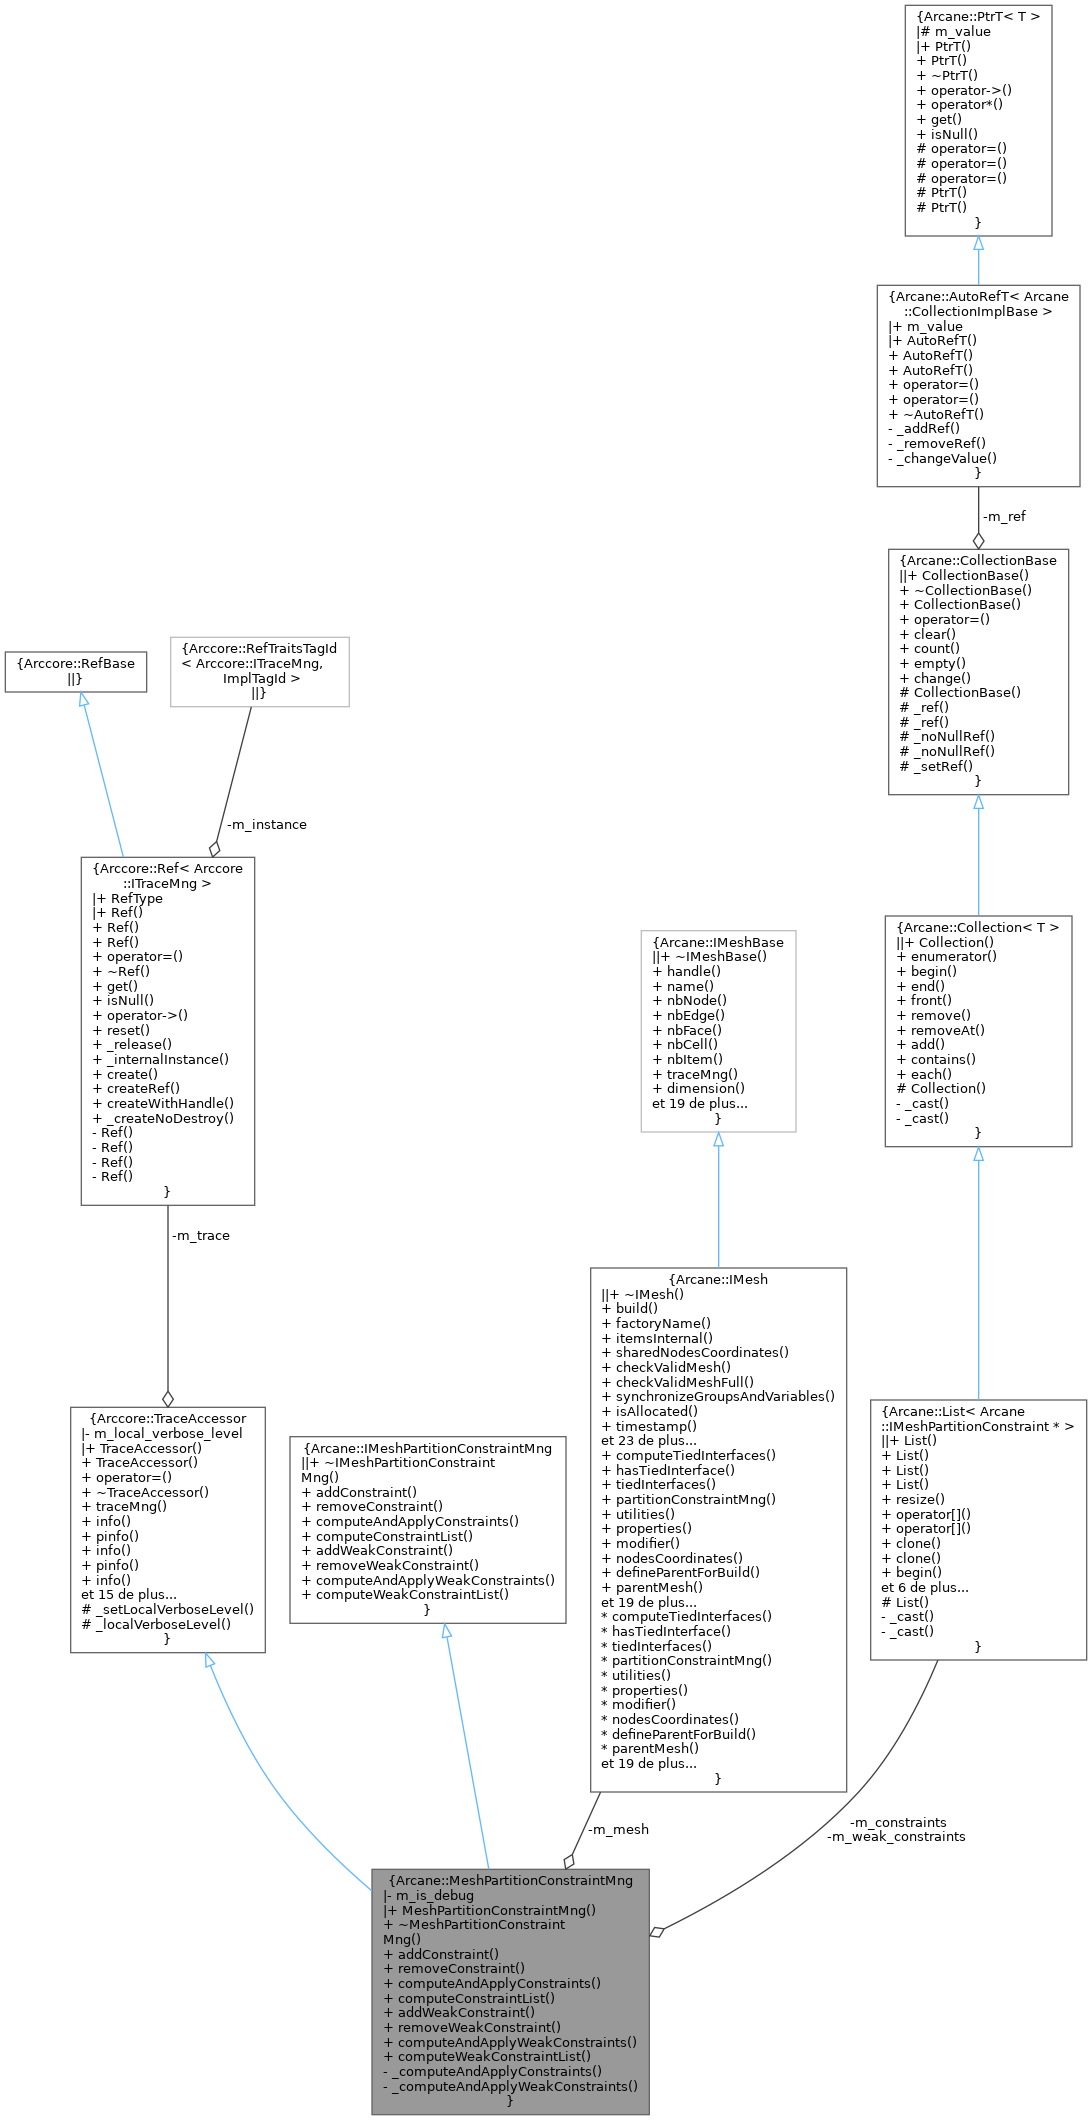 {Arcane::PtrT< T >
|# m_value
|+ PtrT()
+ PtrT()
+ ~PtrT()
+ operator->()
+ operator*()
+ get()
+ isNull()
# operator=()
# operator=()
# operator=()
# PtrT()
# PtrT()
}
{Arcane::AutoRefT< Arcane
::CollectionImplBase >
|+ m_value
|+ AutoRefT()
+ AutoRefT()
+ AutoRefT()
+ operator=()
+ operator=()
+ ~AutoRefT()
- _addRef()
- _removeRef()
- _changeValue()
}
-m_ref
{Arcane::CollectionBase
||+ CollectionBase()
+ ~CollectionBase()
+ CollectionBase()
+ operator=()
+ clear()
+ count()
+ empty()
+ change()
# CollectionBase()
# _ref()
# _ref()
# _noNullRef()
# _noNullRef()
# _setRef()
}
{Arccore::RefBase
||}
{Arccore::RefTraitsTagId
< Arccore::ITraceMng,
ImplTagId >
||}
-m_instance
{Arccore::Ref< Arccore
::ITraceMng >
|+ RefType
|+ Ref()
+ Ref()
+ Ref()
+ operator=()
+ ~Ref()
+ get()
+ isNull()
+ operator->()
+ reset()
+ _release()
+ _internalInstance()
+ create()
+ createRef()
+ createWithHandle()
+ _createNoDestroy()
- Ref()
- Ref()
- Ref()
- Ref()
}
-m_trace
{Arcane::IMeshBase
||+ ~IMeshBase()
+ handle()
+ name()
+ nbNode()
+ nbEdge()
+ nbFace()
+ nbCell()
+ nbItem()
+ traceMng()
+ dimension()
et 19 de plus...
}
{Arcane::Collection< T >
||+ Collection()
+ enumerator()
+ begin()
+ end()
+ front()
+ remove()
+ removeAt()
+ add()
+ contains()
+ each()
# Collection()
- _cast()
- _cast()
}
{Arccore::TraceAccessor
|- m_local_verbose_level
|+ TraceAccessor()
+ TraceAccessor()
+ operator=()
+ ~TraceAccessor()
+ traceMng()
+ info()
+ pinfo()
+ info()
+ pinfo()
+ info()
et 15 de plus...
# _setLocalVerboseLevel()
# _localVerboseLevel()
}
{Arcane::IMeshPartitionConstraintMng
||+ ~IMeshPartitionConstraint
Mng()
+ addConstraint()
+ removeConstraint()
+ computeAndApplyConstraints()
+ computeConstraintList()
+ addWeakConstraint()
+ removeWeakConstraint()
+ computeAndApplyWeakConstraints()
+ computeWeakConstraintList()
}
{Arcane::IMesh
||+ ~IMesh()
+ build()
+ factoryName()
+ itemsInternal()
+ sharedNodesCoordinates()
+ checkValidMesh()
+ checkValidMeshFull()
+ synchronizeGroupsAndVariables()
+ isAllocated()
+ timestamp()
et 23 de plus...
+ computeTiedInterfaces()
+ hasTiedInterface()
+ tiedInterfaces()
+ partitionConstraintMng()
+ utilities()
+ properties()
+ modifier()
+ nodesCoordinates()
+ defineParentForBuild()
+ parentMesh()
et 19 de plus...
* computeTiedInterfaces()
* hasTiedInterface()
* tiedInterfaces()
* partitionConstraintMng()
* utilities()
* properties()
* modifier()
* nodesCoordinates()
* defineParentForBuild()
* parentMesh()
et 19 de plus...
}
{Arcane::List< Arcane
::IMeshPartitionConstraint * >
||+ List()
+ List()
+ List()
+ List()
+ resize()
+ operator[]()
+ operator[]()
+ clone()
+ clone()
+ begin()
et 6 de plus...
# List()
- _cast()
- _cast()
}
-m_mesh
-m_constraints
-m_weak_constraints
{Arcane::MeshPartitionConstraintMng
|- m_is_debug
|+ MeshPartitionConstraintMng()
+ ~MeshPartitionConstraint
Mng()
+ addConstraint()
+ removeConstraint()
+ computeAndApplyConstraints()
+ computeConstraintList()
+ addWeakConstraint()
+ removeWeakConstraint()
+ computeAndApplyWeakConstraints()
+ computeWeakConstraintList()
- _computeAndApplyConstraints()
- _computeAndApplyWeakConstraints()
}